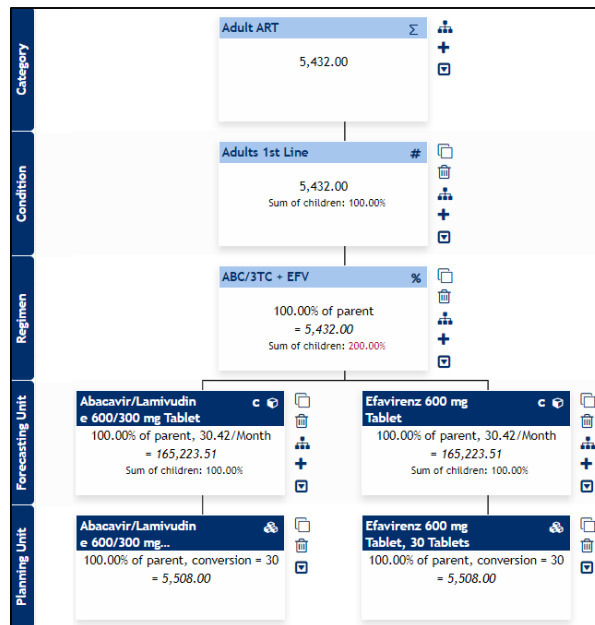 Category
Adult ART Σ
5,432.00
Condition
Adults 1st Line #
5,432.00
Sum of children: 100.00%
Regimen
ABC/3TC + EFV %
100.00% of parent
= 5,432.00
Sum of children: 200.00%
Forecasting Unit
Abacavir/Lamivudin
e 600/300 mg Tablet
C
100.00% of parent, 30.42/Month
= 165,223.51
Sum of children: 100.00%
Efavirenz 600 mg
Tablet
C
100.00% of parent, 30.42/Month
= 165,223.51
Sum of children: 100.00%
Planning Unit
Abacavir/Lamivudin
e 600/300 mg...
100.00% of parent, conversion = 30
= 5,508.00
Efavirenz 600 mg
Tablet, 30 Tablets
100.00% of parent, conversion = 30
= 5,508.00